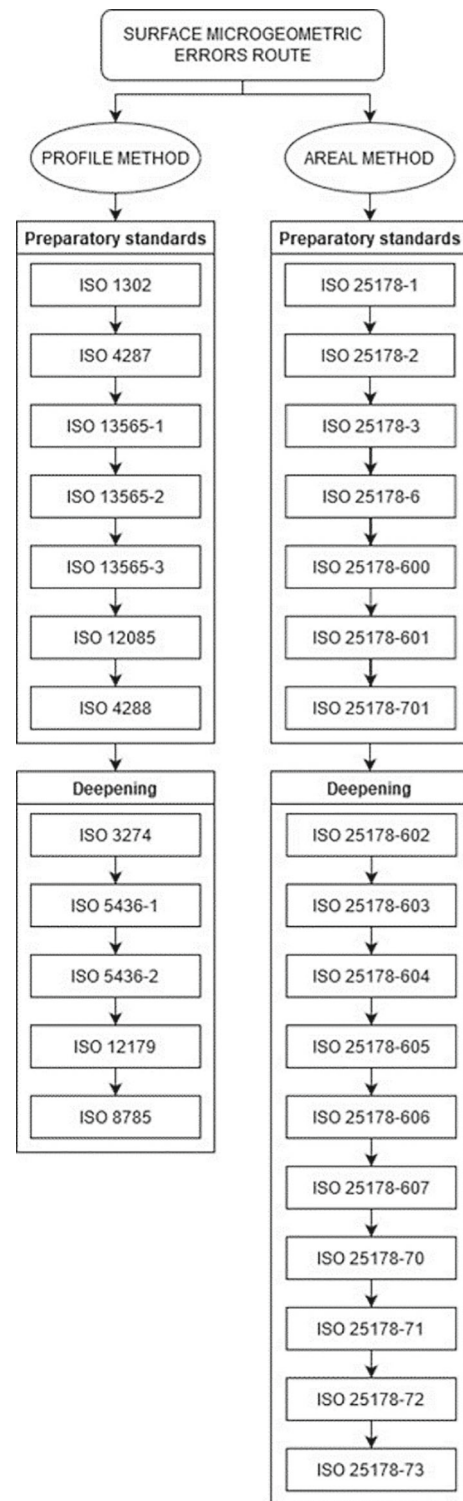 SURFACE MICROGEOMETRIC
ERRORS ROUTE
PROFILE METHOD
Preparatory standards
ISO 1302
ISO 4287
ISO 13565-1
ISO 13565-2
ISO 13565-3
ISO 12085
ISO 4288
Deepening
ISO 3274
ISO 5436-1
ISO 5436-2
ISO 12179
ISO 8785
AREAL METHOD
Preparatory standards
ISO 25178-1
ISO 25178-2
ISO 25178-3
ISO 25178-6
ISO 25178-600
ISO 25178-601
ISO 25178-701
Deepening
ISO 25178-602
ISO 25178-603
ISO 25178-604
ISO 25178-605
ISO 25178-606
ISO 25178-607
ISO 25178-70
ISO 25178-71
ISO 25178-72
ISO 25178-73